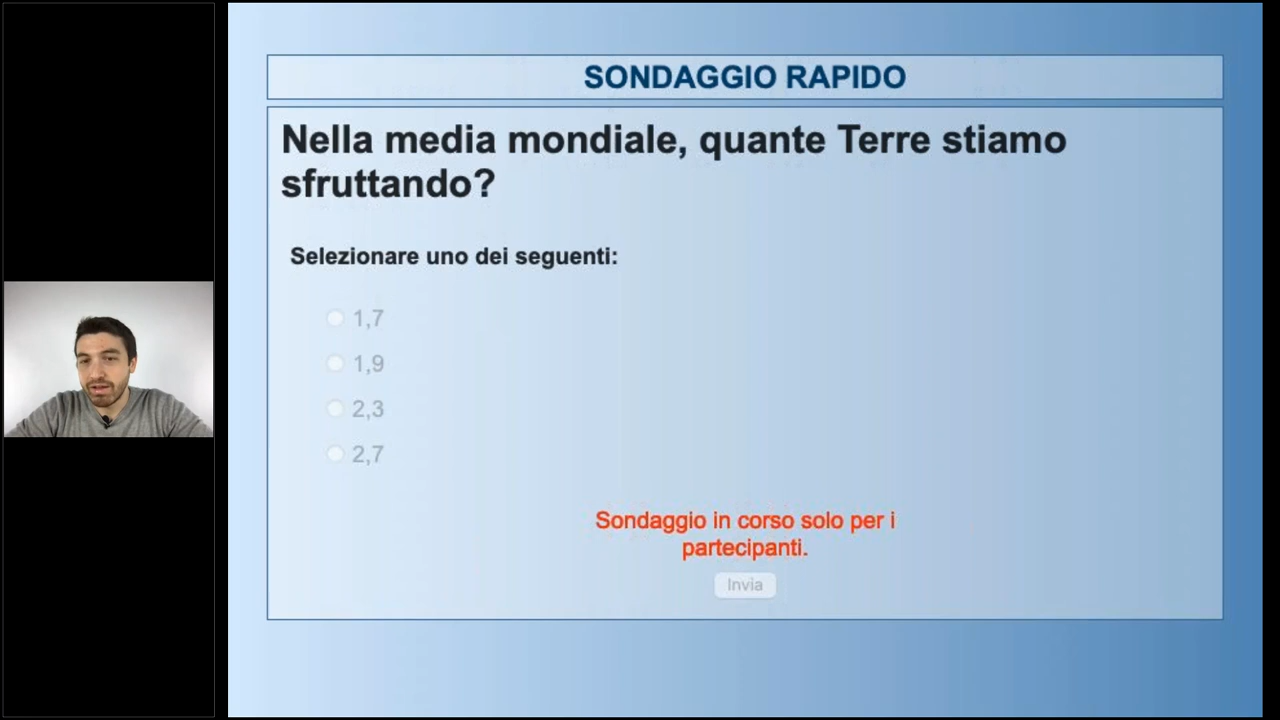 SONDAGGIO RAPIDO
Nella media mondiale, quante Terre stiamo
sfruttando?
Selezionare uno dei seguenti:
1,7
1,9
2,3
2,7
Sondaggio in corso solo per i
partecipanti.
Invia